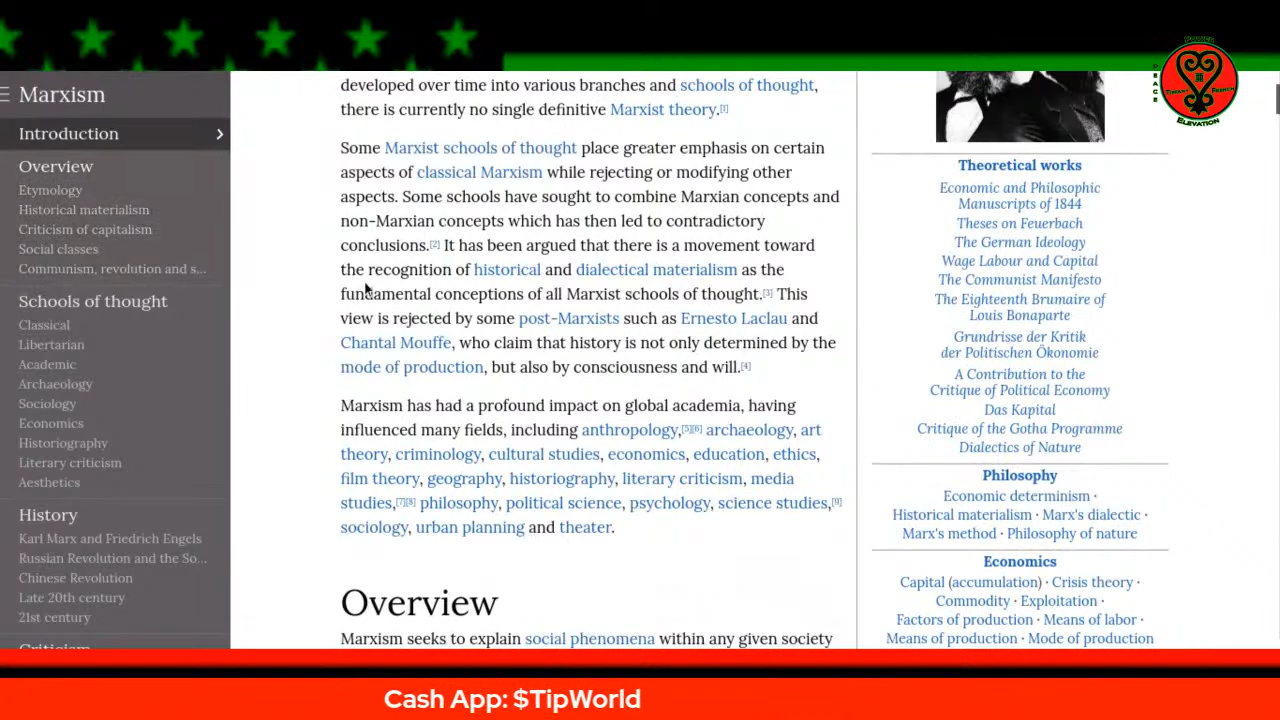 Marxism
Introduction
Overview
Etymology
Historical materialism
Criticism of capitalism
Social classes
Communism, revolution and s...
Schools of thought
Classical
Libertarian
Academic
Archaeology
Sociology
Economics
Historiography
Literary criticism
Aesthetics
History
Karl Marx and Friedrich Engels
Russian Revolution and the So...
Chinese Revolution
Late 20th century
21st century
developed over time into various branches and schools of thought,
there is currently no single definitive Marxist theory.[1]
Some Marxist schools of thought place greater emphasis on certain
aspects of classical Marxism while rejecting or modifying other
aspects. Some schools have sought to combine Marxian concepts and
non-Marxian concepts which has then led to contradictory
conclusions.[2] It has been argued that there is a movement toward
the recognition of historical and dialectical materialism as the
fundamental conceptions of all Marxist schools of thought.[3] This
view is rejected by some post-Marxists such as Ernesto Laclau and
Chantal Mouffe, who claim that history is not only determined by the
mode of production, but also by consciousness and will.[4]
Marxism has had a profound impact on global academia, having
influenced many fields, including anthropology,[5][6] archaeology, art
theory, criminology, cultural studies, economics, education, ethics,
film theory, geography, historiography, literary criticism, media
studies,[7][8] philosophy, political science, psychology, science studies,[9]
sociology, urban planning and theater.
Overview
Marxism seeks to explain social phenomena within any given society
Theoretical works
Economic and Philosophic
Manuscripts of 1844
Theses on Feuerbach
The German Ideology
Wage Labour and Capital
The Communist Manifesto
The Eighteenth Brumaire of
Louis Bonaparte
Grundrisse der Kritik
der Politischen Ökonomie
A Contribution to the
Critique of Political Economy
Das Kapital
Critique of the Gotha Programme
Dialectics of Nature
Philosophy
Economic determinism ·
Historical materialism · Marx's dialectic ·
Marx's method · Philosophy of nature
Economics
Capital (accumulation) · Crisis theory ·
Commodity · Exploitation ·
Factors of production · Means of labor ·
Means of production · Mode of production
POWER
PEACE
TIFFANY FRENCH
ELEVATION
Cash App: $TipWorld